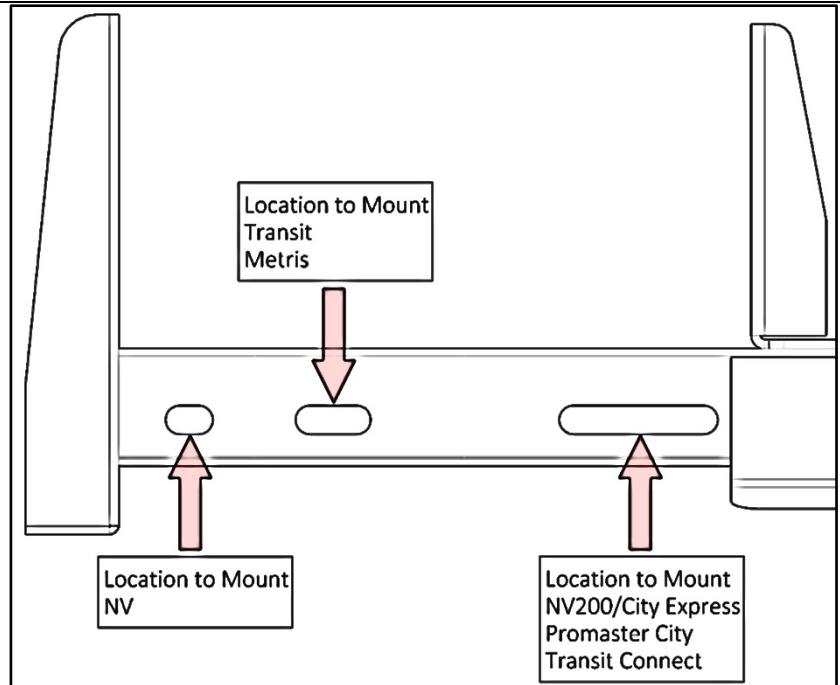 Location to Mount
Transit
Metris
Location to Mount
NV
Location to Mount
NV200/City Express
Promaster City
Transit Connect